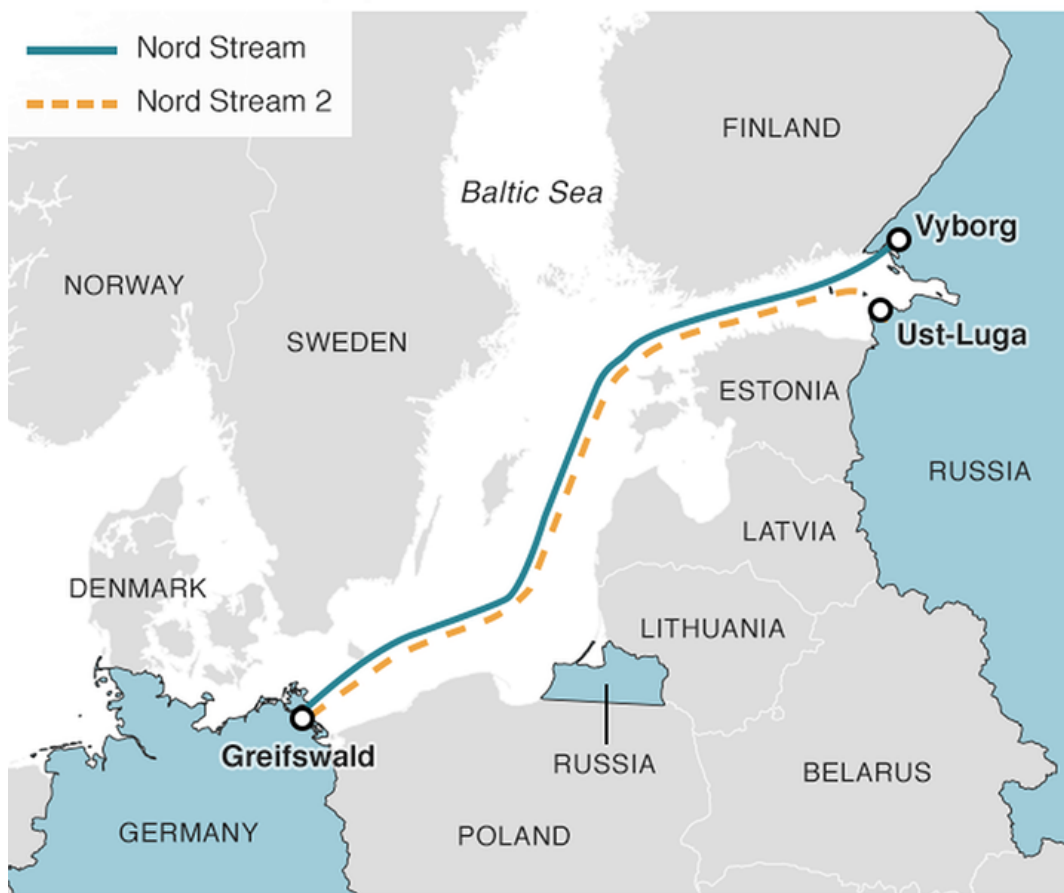 Nord Stream
Nord Stream 2
FINLAND
Baltic Sea
Vyborg
NORWAY
SWEDEN
Ust-Luga
ESTONIA
RUSSIA
LATVIA
DENMARK
LITHUANIA
Greifswald
RUSSIA
BELARUS
GERMANY
POLAND